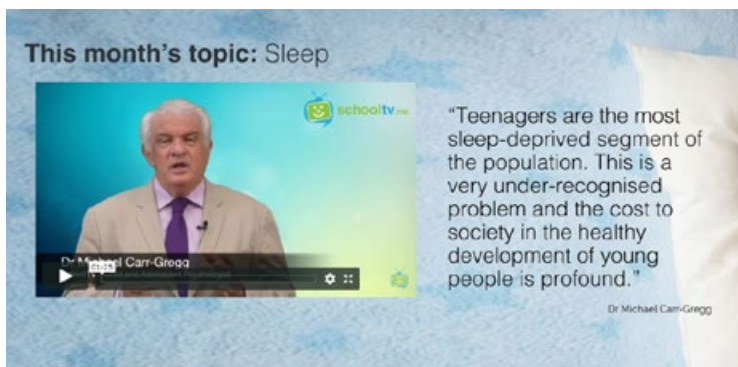 This month's topic: Sleep
schooltv.me
"Teenagers are the most
sleep-deprived segment of
the population. This is a
very under-recognised
problem and the cost to
society in the healthy
development of young
people is profound."
Dr Michael Carr-Gregg
Dr Michael Carr-Gregg